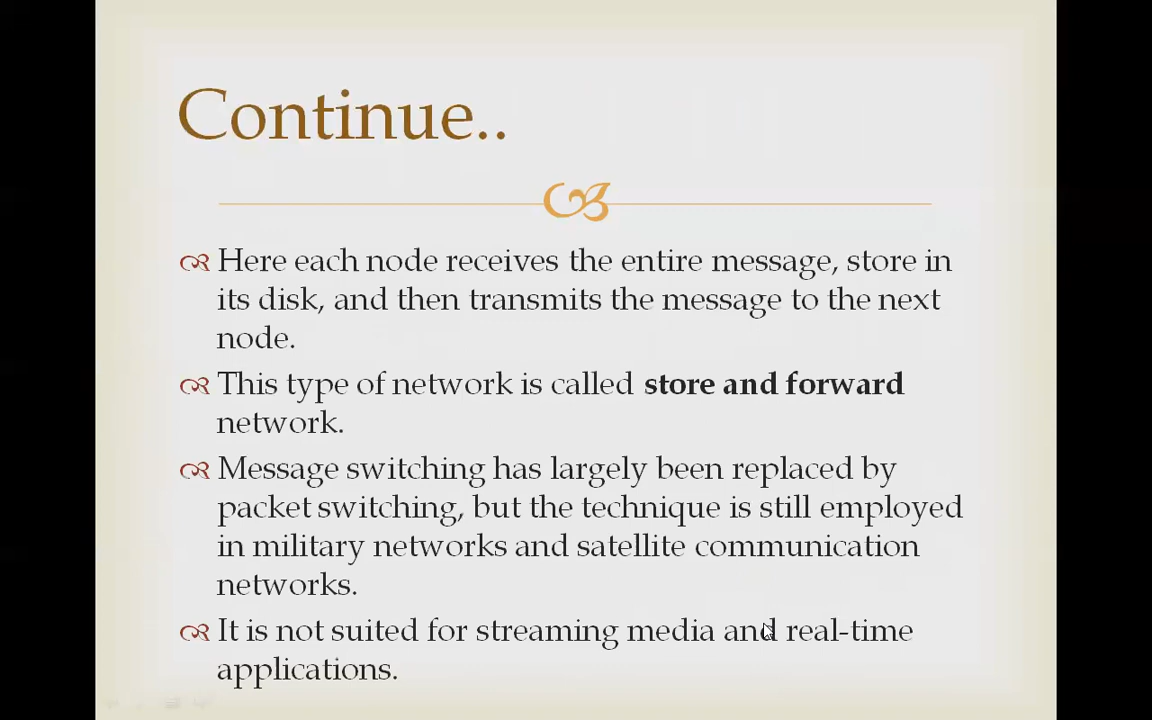 Continue..
Here each node receives the entire message, store in
its disk, and then transmits the message to the next
node.
This type of network is called store and forward
network.
Message switching has largely been replaced by
packet switching, but the technique is still employed
in military networks and satellite communication
networks.
It is not suited for streaming media and real-time
applications.